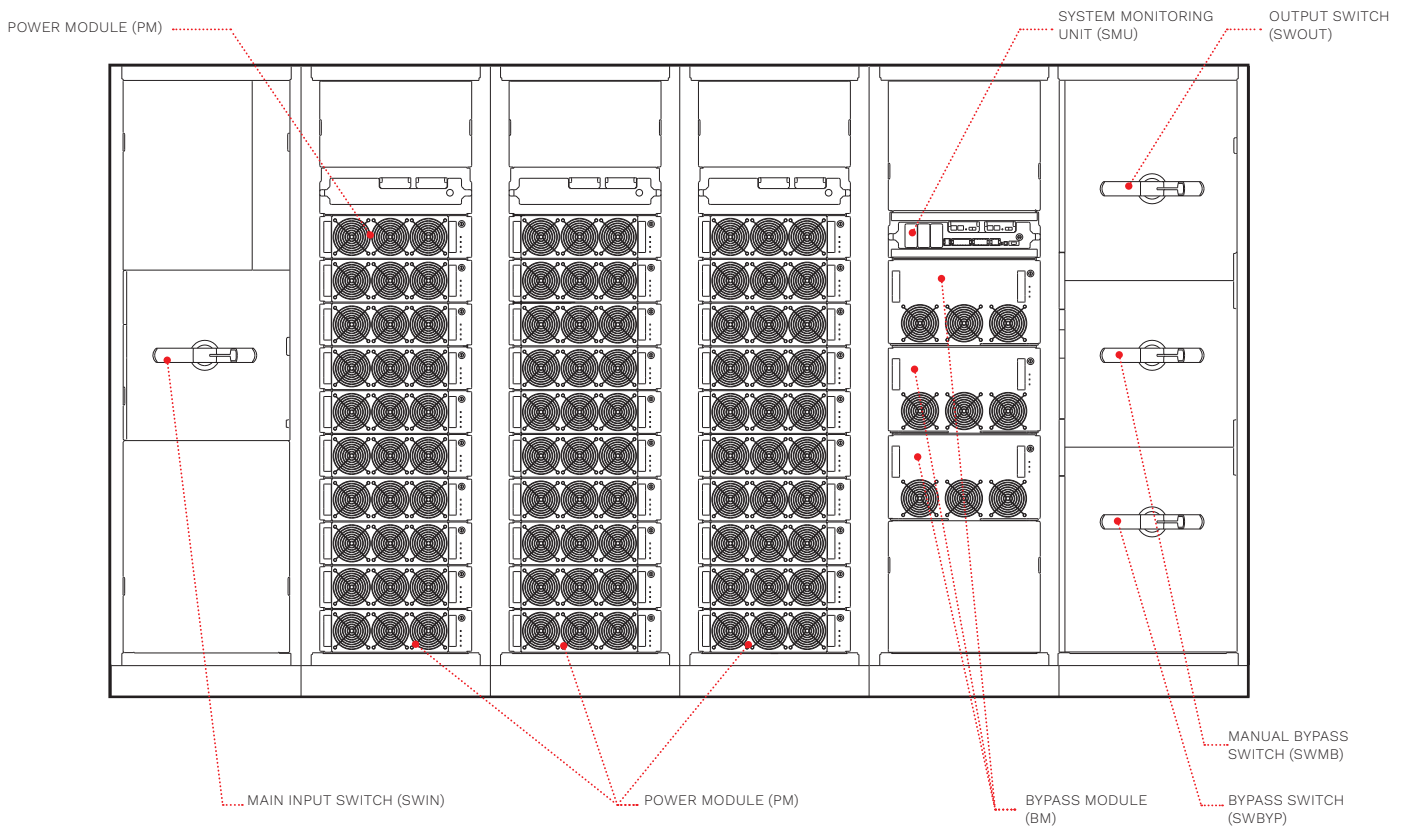 POWER MODULE (PM)
SYSTEM MONITORING
UNIT (SMU)
OUTPUT SWITCH
(SWOUT)
MANUAL BYPASS
SWITCH (SWMB)
MAIN INPUT SWITCH (SWIN)
POWER MODULE (PM)
BYPASS MODULE
(BM)
BYPASS SWITCH
(SWBYP)